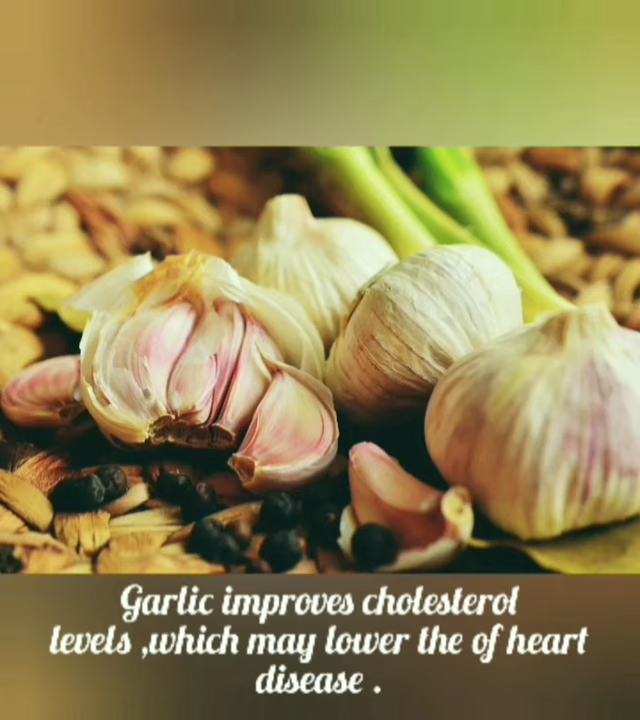 Garlic improves cholesterol
levels ,which may lower the of heart
disease .